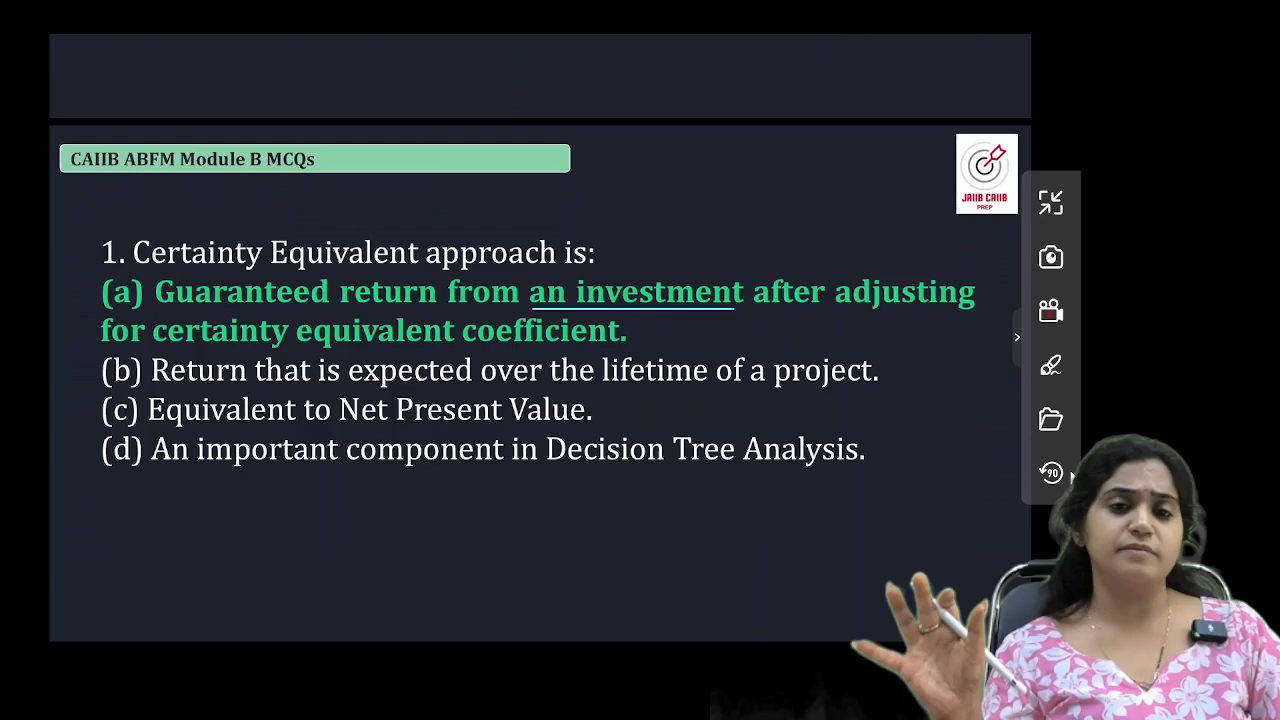 CAIIB ABFM Module B MCQs
JAIIB CAIIB
PREP
1. Certainty Equivalent approach is:
(a) Guaranteed return from an investment after adjusting
for certainty equivalent coefficient.
(b) Return that is expected over the lifetime of a project.
(c) Equivalent to Net Present Value.
(d) An important component in Decision Tree Analysis.
90